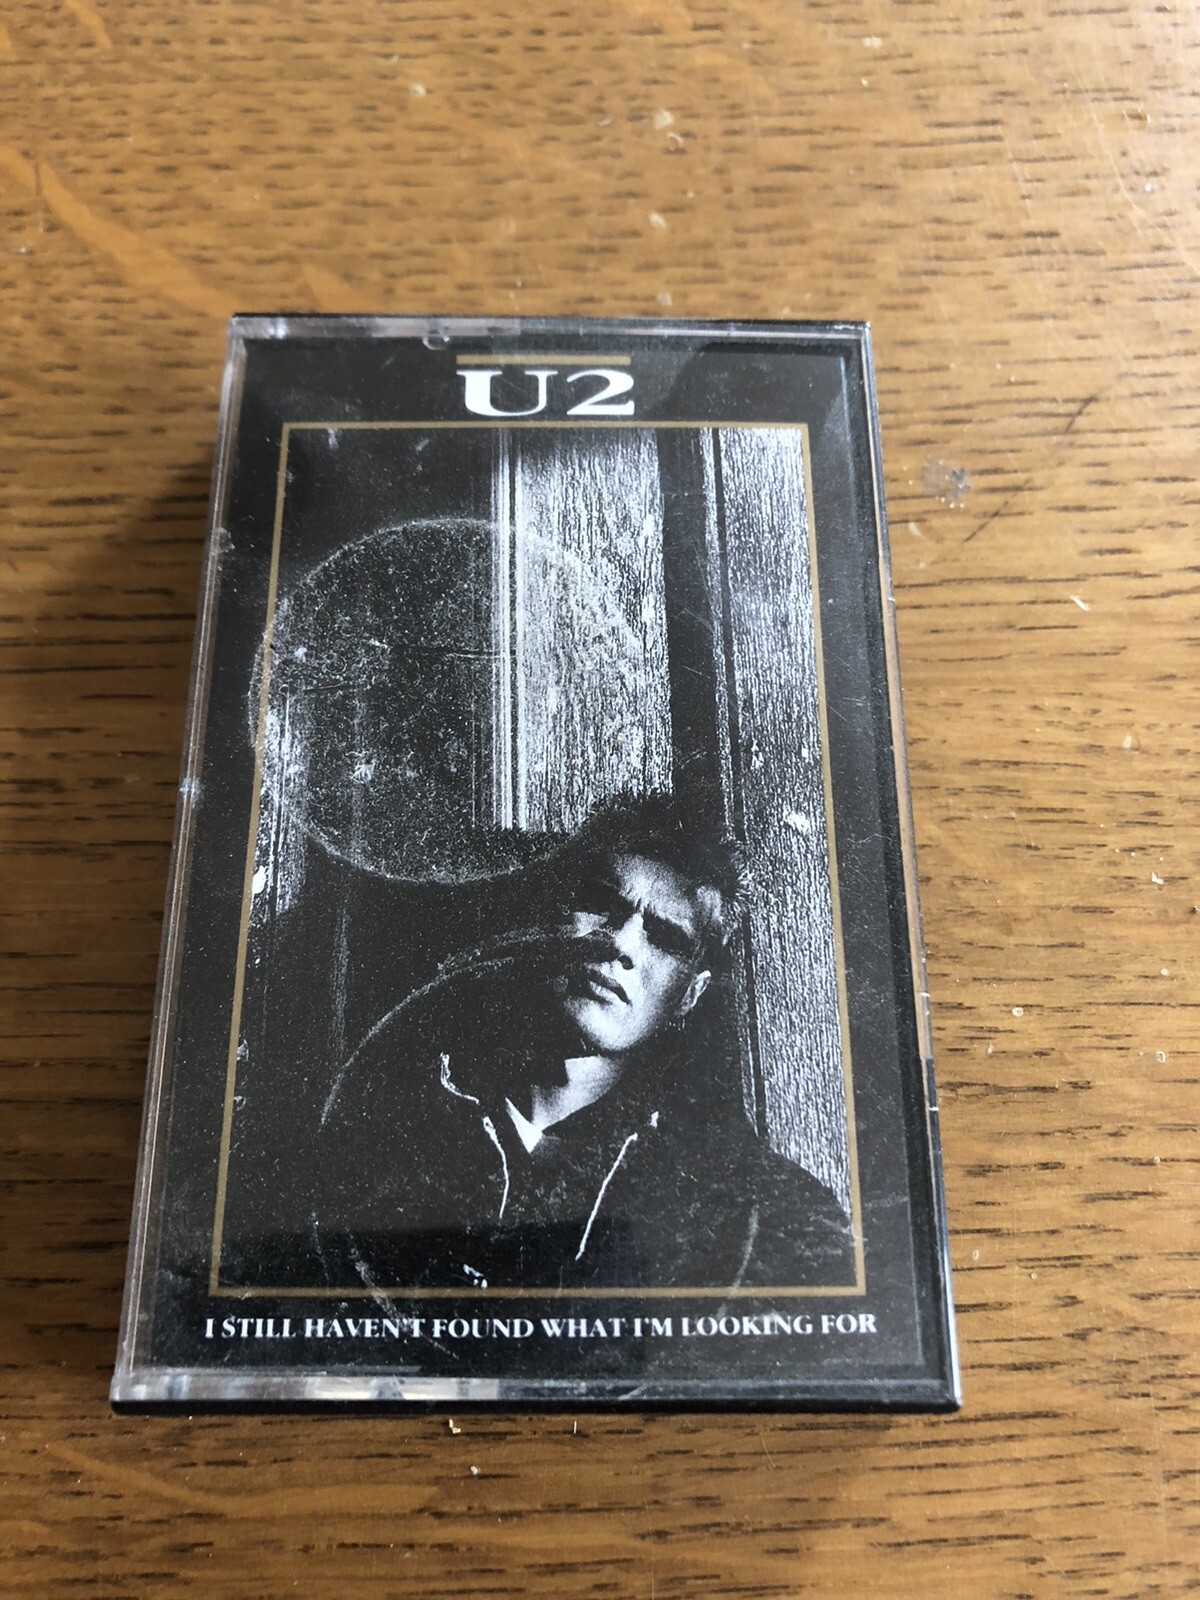 U2
I STILL HAVEN'T FOUND WHAT I'M LOOKING FOR